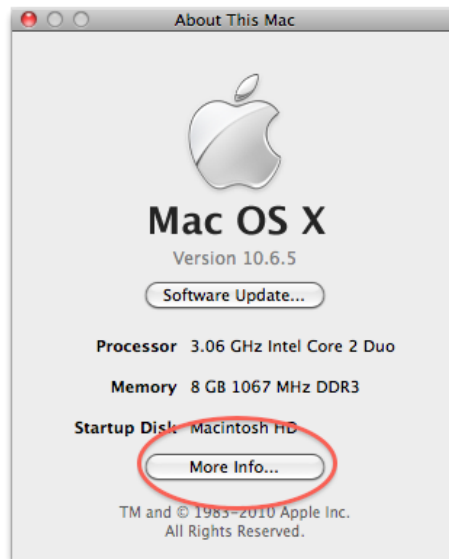 About This Mac
Mac OS X
Version 10.6.5
Software Update...
Processor 3.06 GHz Intel Core 2 Duo
Memory 8 GB 1067 MHz DDR3
Startup Disk Macintosh HD
More Info...
TM and © 1983-2010 Apple Inc.
All Rights Reserved.